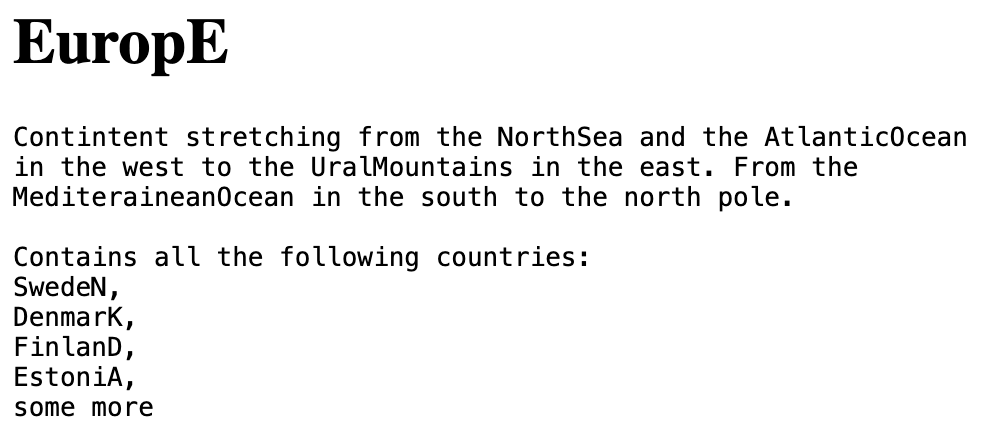 EuropE
Contintent stretching from the NorthSea and the AtlanticOcean
in the west to the UralMountains in the east. From the
MediteraineanOcean in the south to the north pole.
Contains all the following countries:
SwedeN,
DenmarK,
FinlanD,
EstoniA,
some more